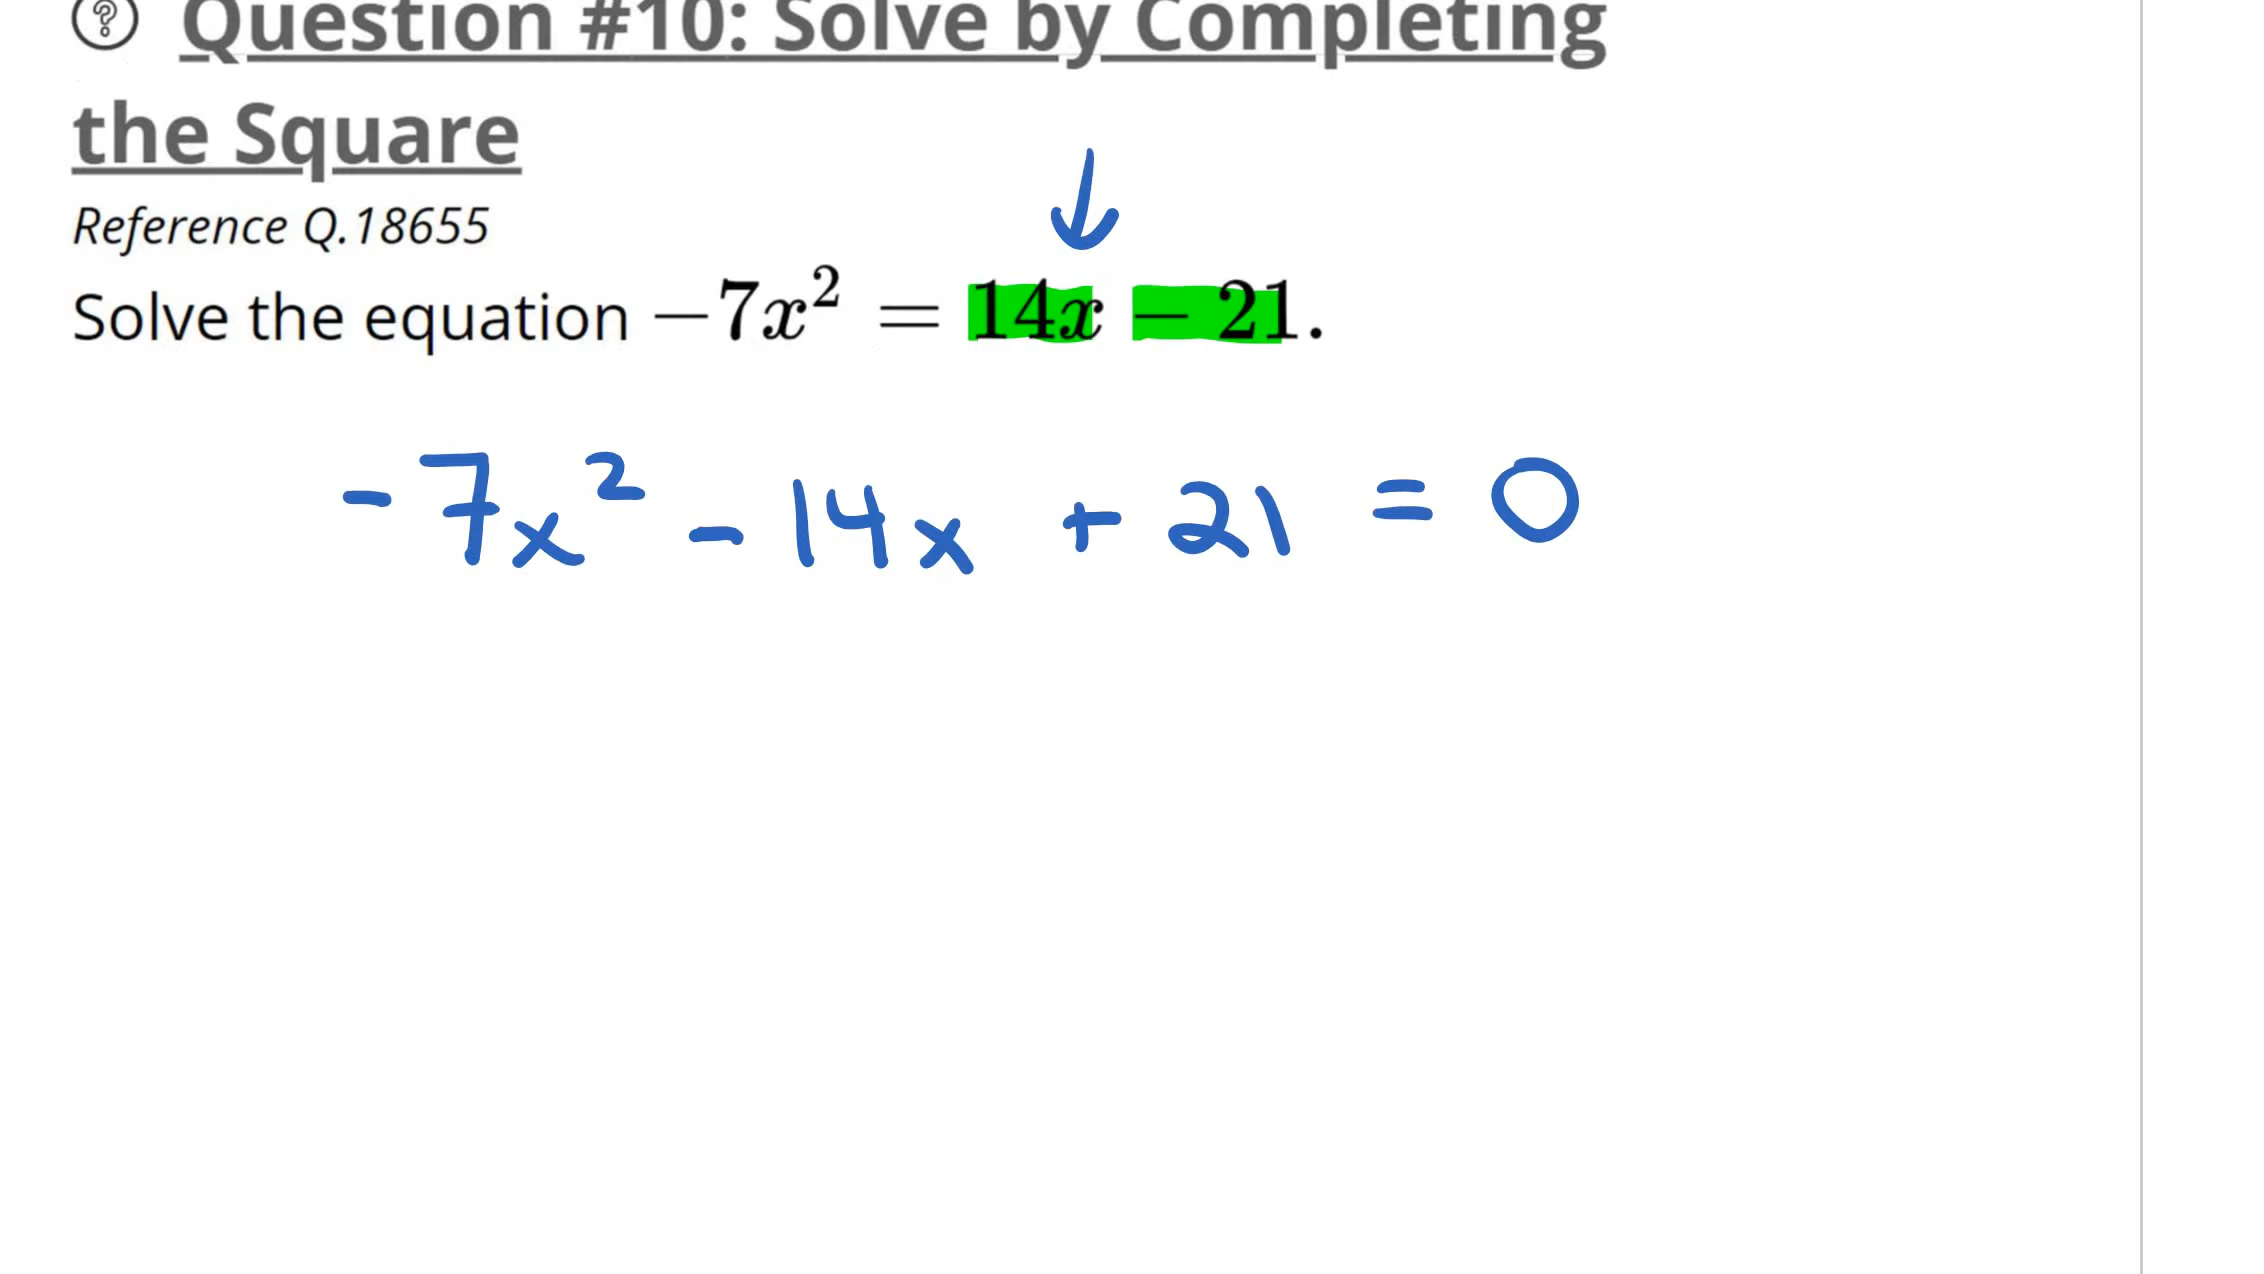 Question #10: Solve by Completing
the Square
Reference Q.18655
Solve the equation −7x² = 14x − 21.
-7x² - 14x + 21 = 0